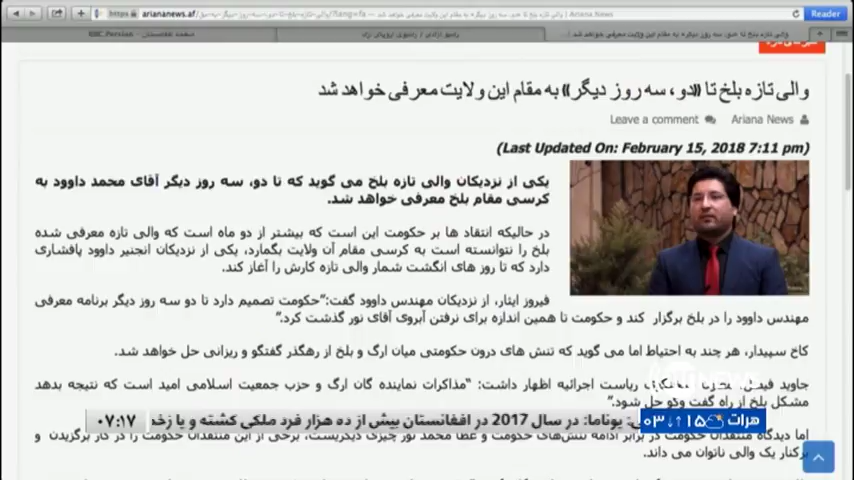 ariananews.af
Reader
والی تازه بلخ تا «دو، سه روز دیگر» به مقام این ولایت معرفی خواهد شد
Ariana News Leave a comment
(Last Updated On: February 15, 2018 7:11 pm)
یکی از نزدیکان والی تازه بلخ می گوید که تا دو، سه روز دیگر آقای محمد داوود به
کرسی مقام بلخ معرفی خواهد شد.
در حالیکه انتقاد ها بر حکومت این است که بیشتر از دو ماه است که والی تازه معرفی شده
بلخ را نتوانسته است به کرسی مقام آن ولایت بگمارد، یکی از نزدیکان انجنیر داوود پافشاری
دارد که تا روز های انگشت شمار والی تازه کارش را آغاز کند.
فیروز ایثار، از نزدیکان مهندس داوود گفت:"حکومت تصمیم دارد تا دو سه روز دیگر برنامه معرفی
مهندس داوود را در بلخ برگزار کند و حکومت تا همین اندازه برای نرفتن آبروی آقای نور گذشت کرد."
کاخ سپیدار، هر چند به احتیاط اما می گوید که تنش های درون حکومتی میان ارگ و بلخ از رهگذر گفتگو و ریزانی حل خواهد شد.
جاوید فیصل، ریاست اجرائیه اظهار داشت: "مذاکرات نماینده گان ارگ و حزب جمعیت اسلامی امید است که نتیجه بدهد
مشکل بلخ از راه گفت وگو حل شود."
هرات ۱۵ ۰۳ یوناما: در سال 2017 در افغانستان بیش از ده هزار فرد ملکی کشته و یا زخم ۰۷:۱۷
اما دیدگاه منتقدان حکومت در برابر ادامه تنش‌های حکومت و عطا محمد نور چیزی دیگریست، برخی از این منتقدان حکومت را در کار برگزیدن و
برکنار یک والی ناتوان می داند.